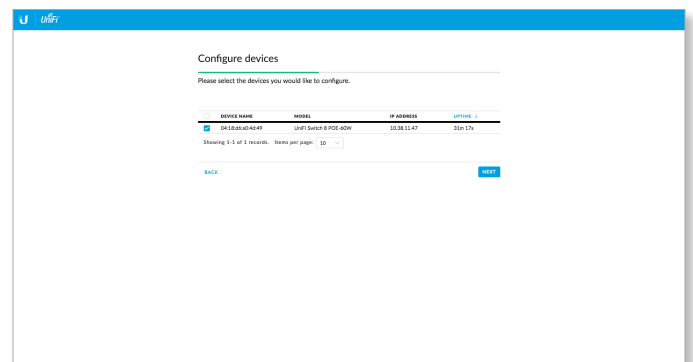 U UniFi
Configure devices
Please select the devices you would like to configure.
DEVICE NAME MODEL IP ADDRESS UPTIME ↓
04:18:d6:a0:4d:49 UniFi Switch 8 POE-60W 10.38.11.47 31m 17s
Showing 1-1 of 1 records. Items per page: 10
BACK NEXT